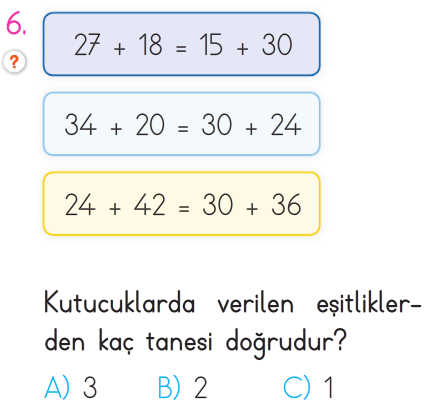 6.
?
27 + 18 = 15 + 30
34 + 20 = 30 + 24
24 + 42 = 30 + 36
Kutucuklarda verilen eşitlikler-
den kaç tanesi doğrudur?
A) 3 B) 2 C) 1